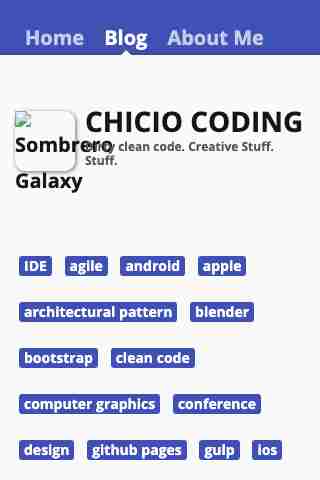 Home Blog About Me
CHICIO CODING
Sombrero Galaxy
Dirty clean code. Creative Stuff.
Stuff.
IDE agile android apple
architectural pattern blender
bootstrap clean code
computer graphics conference
design github pages gulp ios